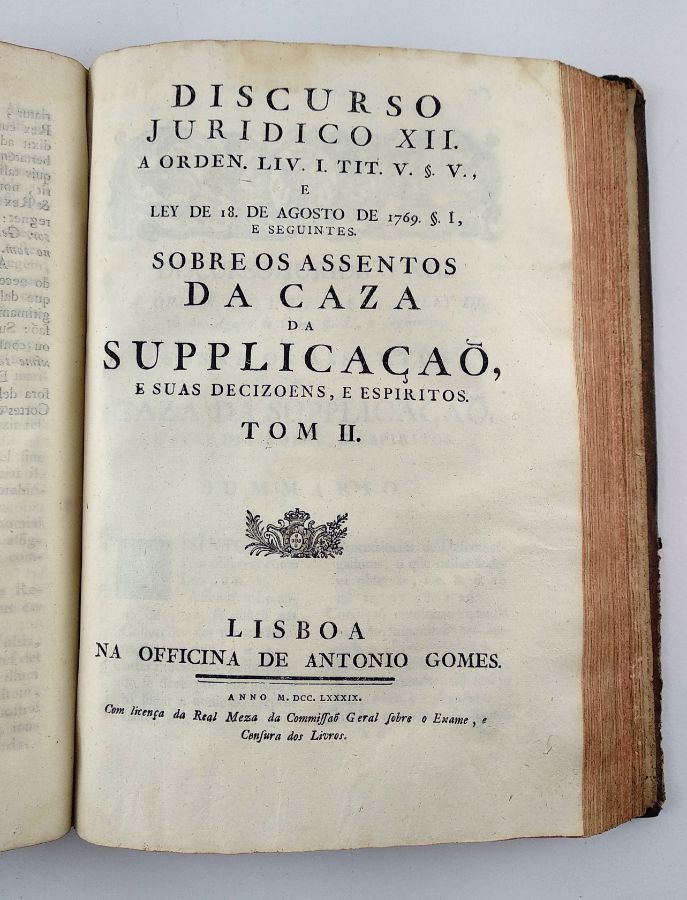 DISCURSO
JURIDICO XII.
A ORDEN. LIV. I. TIT. V. §. V.,
E
LEY DE 18. DE AGOSTO DE 1769. §. I,
E SEGUINTES.
SOBRE OS ASSENTOS
DA CAZA
DA
SUPPLICAÇAÕ,
E SUAS DECIZOENS, E ESPIRITOS.
TOM II.
LISBOA
NA OFFICINA DE ANTONIO GOMES.
ANNO M. DCC. LXXXIX.
Com licença da Real Meza da Commiſſaõ Geral ſobre o Exame, e
Cenſura dos Livros.